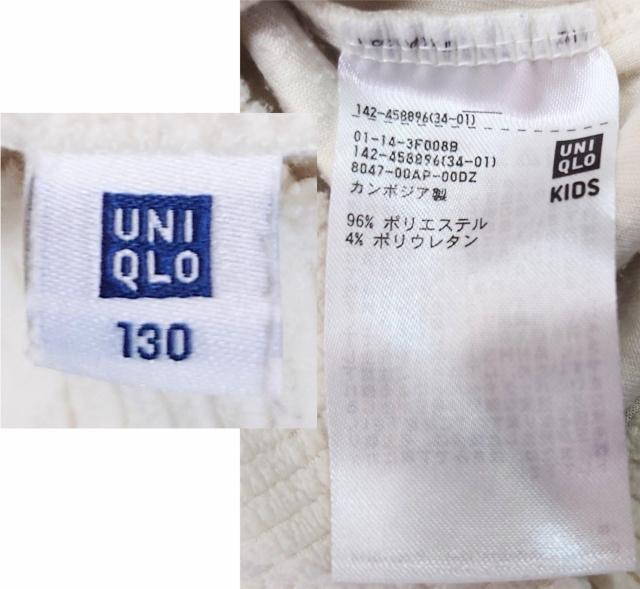 UNI
QLO
130
142-458896(34-01)
01-14-3F008B
142-458896(34-01)
8047-00AP-00DZ
カンボジア製
96% ポリエステル
4% ポリウレタン
UNI
QLO
KIDS